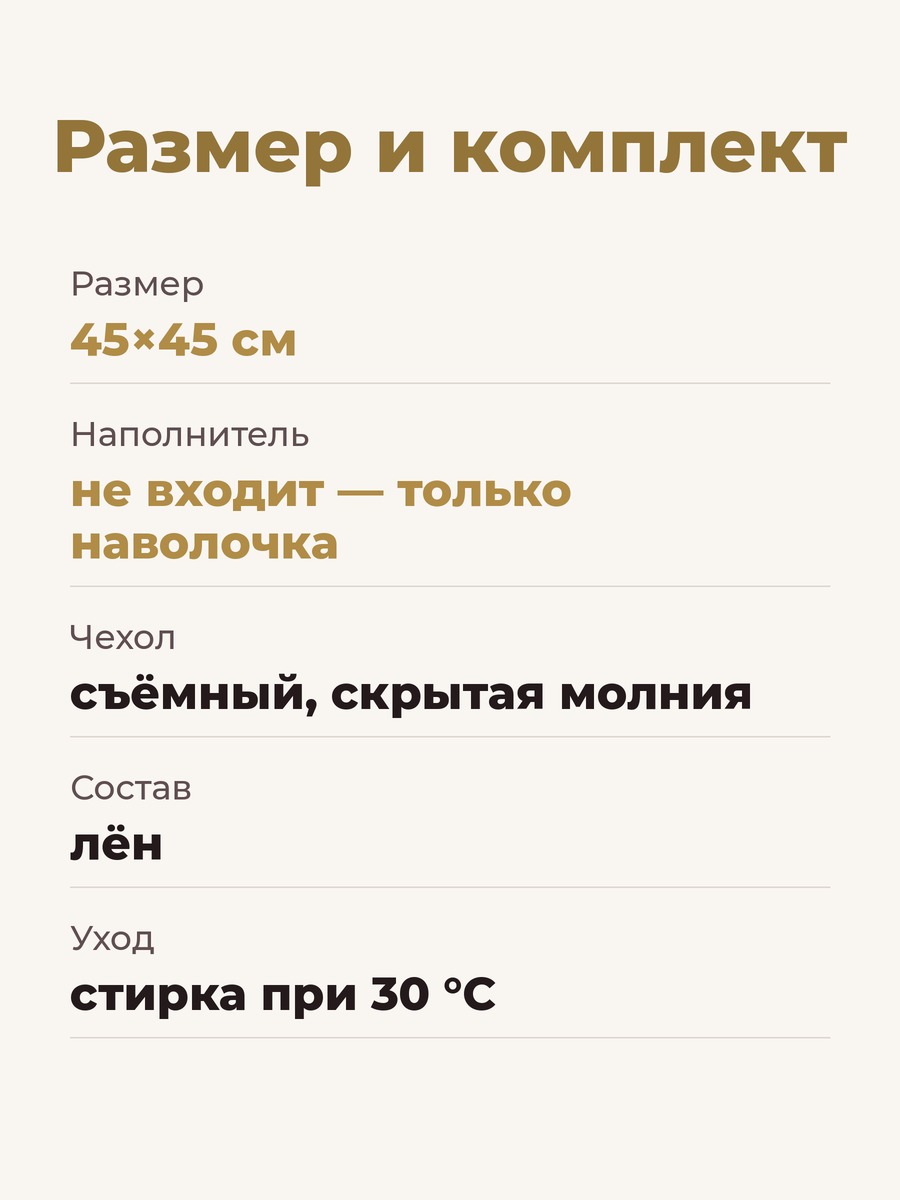 Размер и комплект
Размер
45×45 см
Наполнитель
не входит — только
наволочка
Чехол
съёмный, скрытая молния
Состав
лён
Уход
стирка при 30 °C